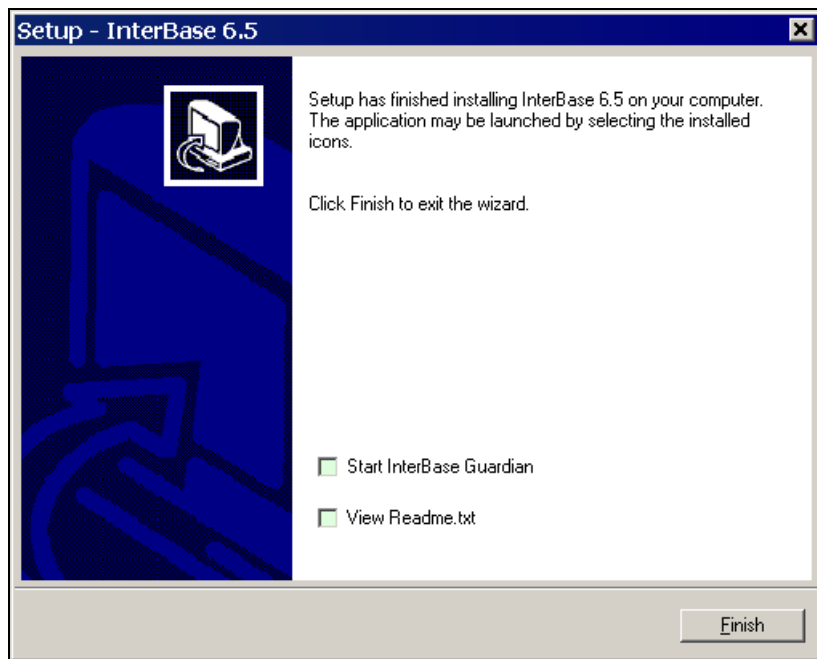 Setup - InterBase 6.5
Setup has finished installing InterBase 6.5 on your computer.
The application may be launched by selecting the installed
icons.
Click Finish to exit the wizard.
Start InterBase Guardian
View Readme.txt
Finish